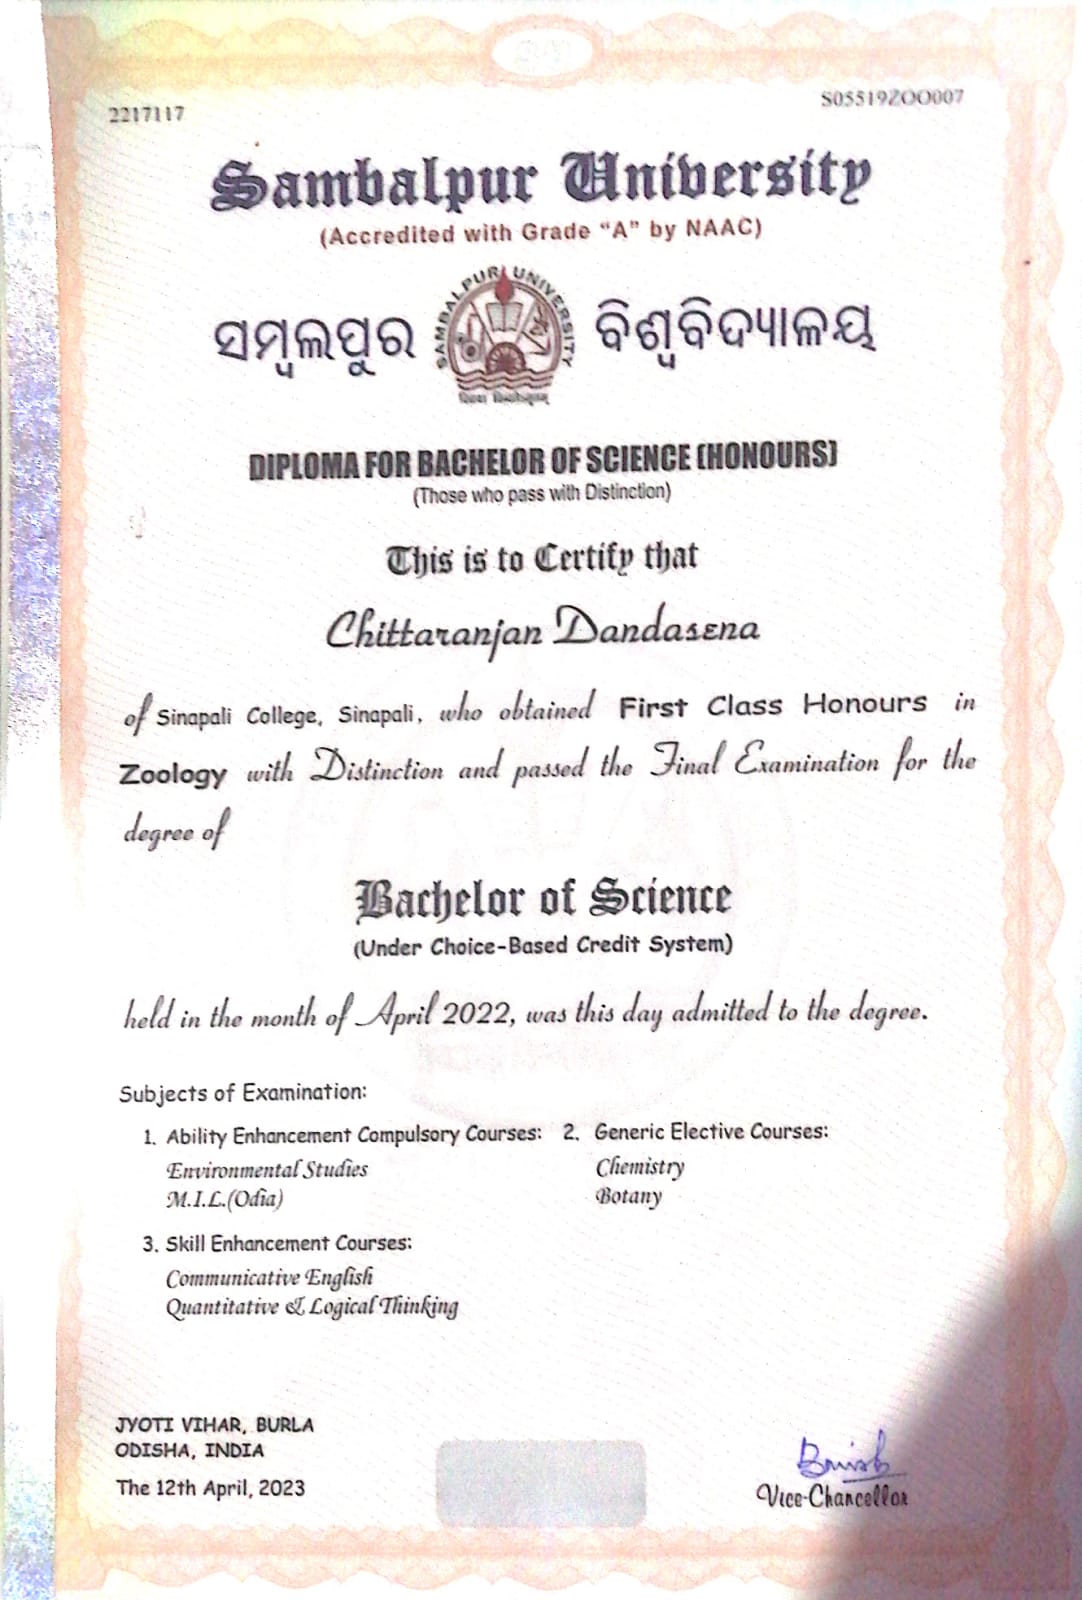 2217117
S05519ZOO007
Sambalpur University
(Accredited with Grade “A” by NAAC)
ସମ୍ବଲପୁର ବିଶ୍ୱବିଦ୍ୟାଳୟ
SAMBALPUR UNIVERSITY
DIPLOMA FOR BACHELOR OF SCIENCE (HONOURS)
(Those who pass with Distinction)
This is to Certify that
Chittaranjan Dandasena
of Sinapali College, Sinapali, who obtained First Class Honours in
Zoology with Distinction and passed the Final Examination for the
degree of
Bachelor of Science
(Under Choice-Based Credit System)
held in the month of April 2022, was this day admitted to the degree.
Subjects of Examination:
1. Ability Enhancement Compulsory Courses: 2. Generic Elective Courses:
Environmental Studies Chemistry
M.I.L.(Odia) Botany
3. Skill Enhancement Courses:
Communicative English
Quantitative & Logical Thinking
JYOTI VIHAR, BURLA
ODISHA, INDIA
The 12th April, 2023
Vice-Chancellor